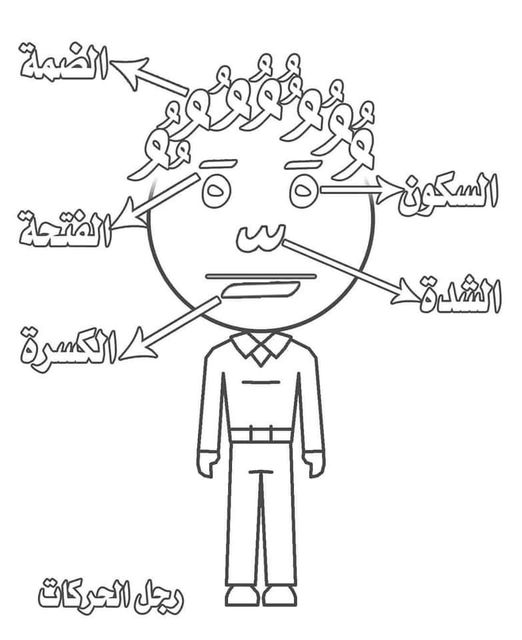 الضمة
السكون
الفتحة
الشدة
الكسرة
رجل الحركات